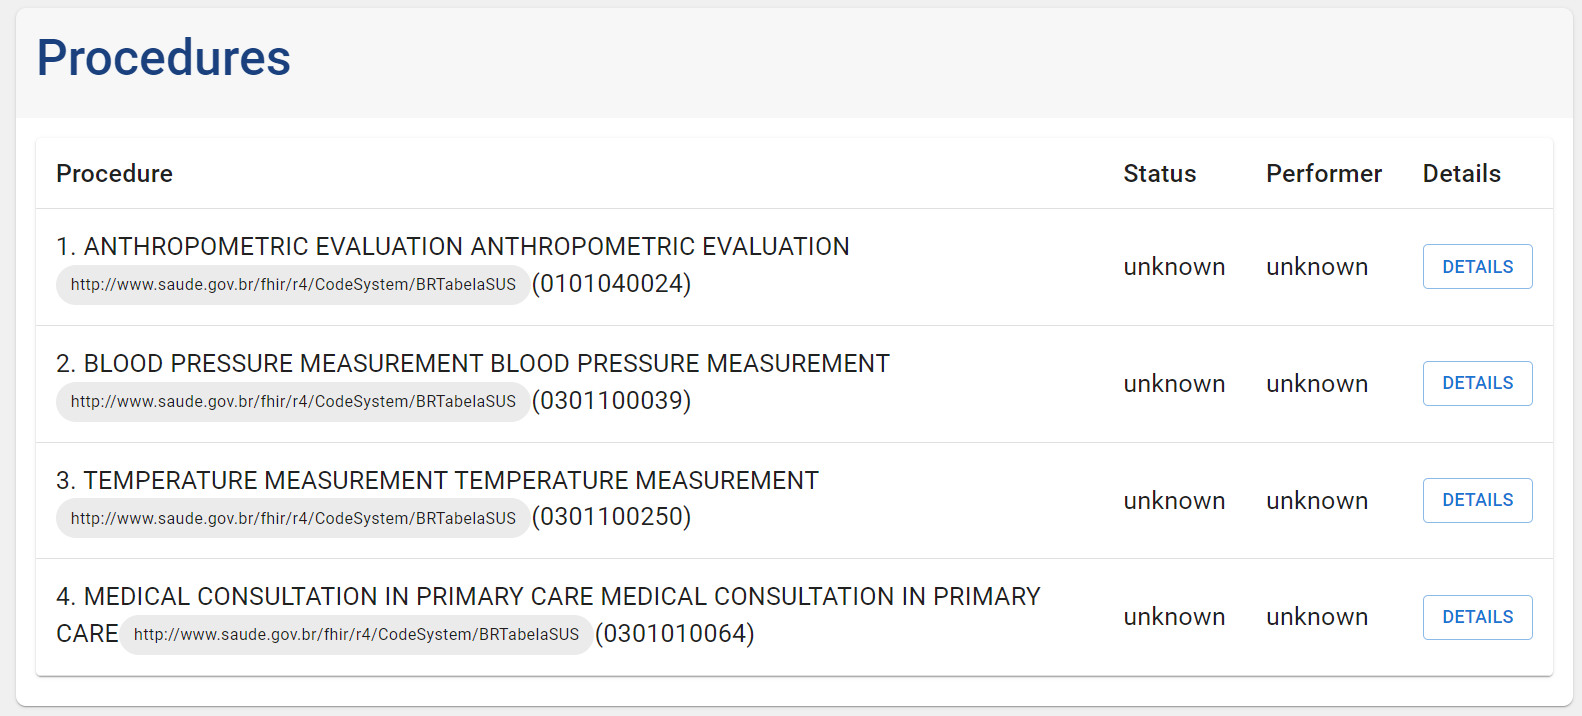 Procedures
Procedure Status Performer Details
1. ANTHROPOMETRIC EVALUATION ANTHROPOMETRIC EVALUATION
http://www.saude.gov.br/fhir/r4/CodeSystem/BRTabelaSUS (0101040024)
unknown unknown DETAILS
2. BLOOD PRESSURE MEASUREMENT BLOOD PRESSURE MEASUREMENT
http://www.saude.gov.br/fhir/r4/CodeSystem/BRTabelaSUS (0301100039)
unknown unknown DETAILS
3. TEMPERATURE MEASUREMENT TEMPERATURE MEASUREMENT
http://www.saude.gov.br/fhir/r4/CodeSystem/BRTabelaSUS (0301100250)
unknown unknown DETAILS
4. MEDICAL CONSULTATION IN PRIMARY CARE MEDICAL CONSULTATION IN PRIMARY
CARE http://www.saude.gov.br/fhir/r4/CodeSystem/BRTabelaSUS (0301010064)
unknown unknown DETAILS